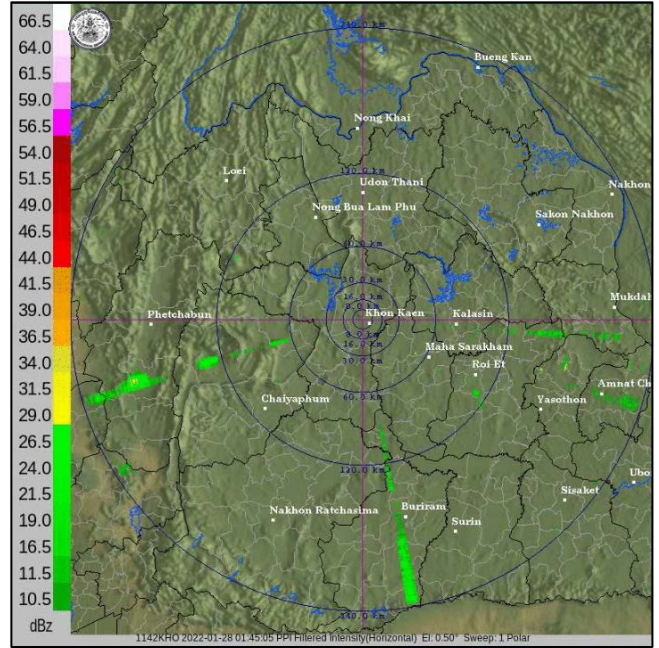 66.5
64.0
61.5
59.0
56.5
54.0
51.5
49.0
46.5
44.0
41.5
39.0
36.5
34.0
31.5
29.0
26.5
24.0
21.5
19.0
16.5
14.0
11.5
10.5
dBz
Bueng Kan
Nong Khai
Loei
Udon Thani
Nakhon
Nong Bua Lam Phu
Sakon Nakhon
Mukdah
Phetchabun
Khon Kaen
Kalasin
Maha Sarakham
Roi-Et
Chaiyaphum
Yasothon
Amnat Ch
Ubo
Sisaket
Nakhon Ratchasima
Buriram
Surin
1142KHO 2022-01-28 01:45:05 PPI Filtered Intensity(Horizontal) El: 0.50° Sweep: 1 Polar